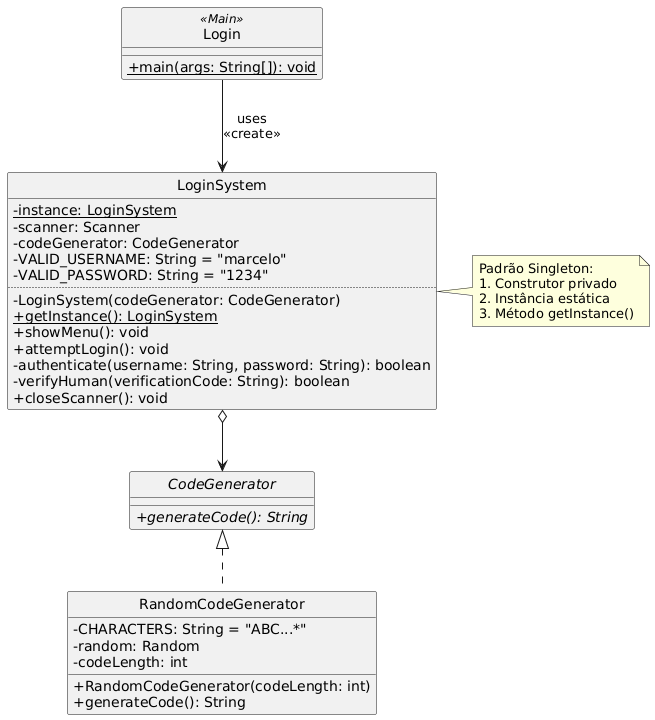 «Main»
Login
+main(args: String[]): void
uses
«create»
LoginSystem
-instance: LoginSystem
-scanner: Scanner
-codeGenerator: CodeGenerator
-VALID_USERNAME: String = "marcelo"
-VALID_PASSWORD: String = "1234"
-LoginSystem(codeGenerator: CodeGenerator)
+getInstance(): LoginSystem
+showMenu(): void
+attemptLogin(): void
-authenticate(username: String, password: String): boolean
-verifyHuman(verificationCode: String): boolean
+closeScanner(): void
Padrão Singleton:
1. Construtor privado
2. Instância estática
3. Método getInstance()
CodeGenerator
+generateCode(): String
RandomCodeGenerator
-CHARACTERS: String = "ABC...*"
-random: Random
-codeLength: int
+RandomCodeGenerator(codeLength: int)
+generateCode(): String